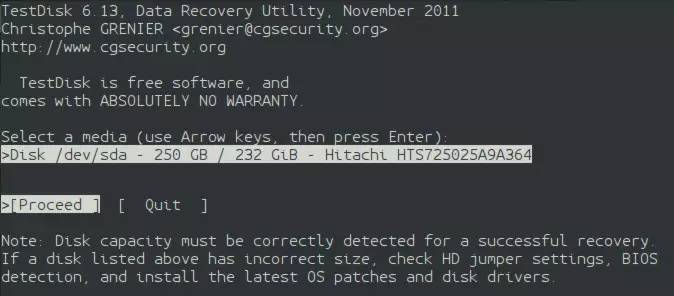 TestDisk 6.13, Data Recovery Utility, November 2011
Christophe GRENIER <grenier@cgsecurity.org>
http://www.cgsecurity.org
TestDisk is free software, and
comes with ABSOLUTELY NO WARRANTY.
Select a media (use Arrow keys, then press Enter):
>Disk /dev/sda - 250 GB / 232 GiB - Hitachi HTS725025A9A364
>[Proceed ]  [  Quit  ]
Note: Disk capacity must be correctly detected for a successful recovery.
If a disk listed above has incorrect size, check HD jumper settings, BIOS
detection, and install the latest OS patches and disk drivers.